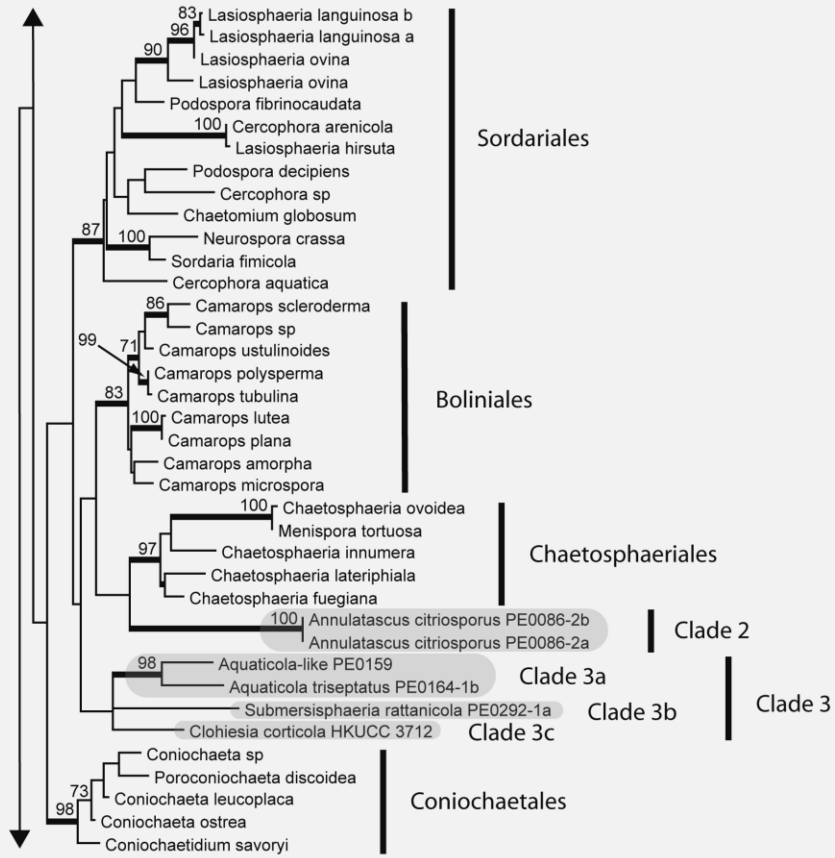 83
Lasiosphaeria languinosa b
96
Lasiosphaeria languinosa a
90
Lasiosphaeria ovina
Lasiosphaeria ovina
Podospora fibrinocaudata
100
Cercophora arenicola
Sordariales
Lasiosphaeria hirsuta
Podospora decipiens
Cercophora sp
Chaetomium globosum
87
100
Neurospora crassa
Sordaria fimicola
Cercophora aquatica
86
Camarops scleroderma
Camarops sp
99
71
Camarops ustulinoides
Camarops polysperma
83
Camarops tubulina
Boliniales
100
Camarops lutea
Camarops plana
Camarops amorpha
Camarops microspora
100
Chaetosphaeria ovoidea
Menispora tortuosa
97
Chaetosphaeria innumera
Chaetosphaeriales
Chaetosphaeria lateriphiala
Chaetosphaeria fuegiana
100
Annulatascus citriosporus PE0086-2b
Clade 2
Annulatascus citriosporus PE0086-2a
98
Aquaticola-like PE0159
Clade 3a
Aquaticola triseptatus PE0164-1b
Clade 3
Submersisphaeria rattanicola PE0292-1a
Clade 3b
Clohiesia corticola HKUCC 3712
Clade 3c
Coniochaeta sp
Poroconiochaeta discoidea
73
Coniochaeta leucoplaca
Coniochaetales
98
Coniochaeta ostrea
Coniochaetidium savoryi